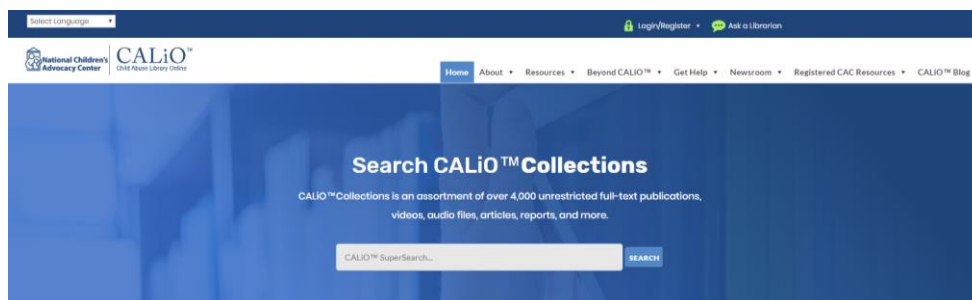 Select Language
Login/Register
Ask a Librarian
National Children's
Advocacy Center
CALiO™
Child Abuse Library Online
Home About Resources Beyond CALiO™ Get Help Newsroom Registered CAC Resources CALiO™ Blog
Search CALiO™Collections
CALiO™Collections is an assortment of over 4,000 unrestricted full-text publications,
videos, audio files, articles, reports, and more.
CALiO™ SuperSearch...
SEARCH